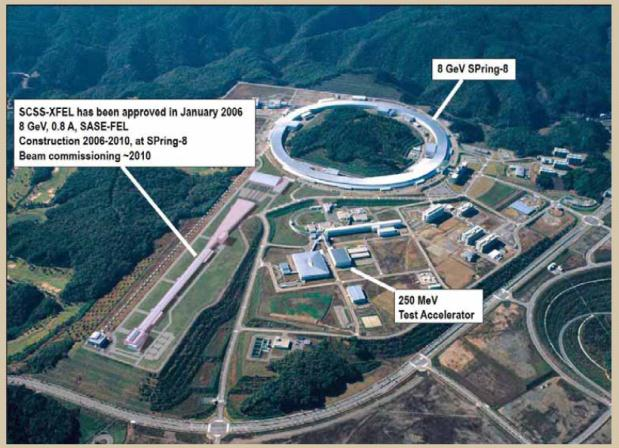 8 GeV SPring-8
SCSS-XFEL has been approved in January 2006
8 GeV, 0.8 A, SASE-FEL
Construction 2006-2010, at SPring-8
Beam commissioning ~2010
250 MeV
Test Accelerator